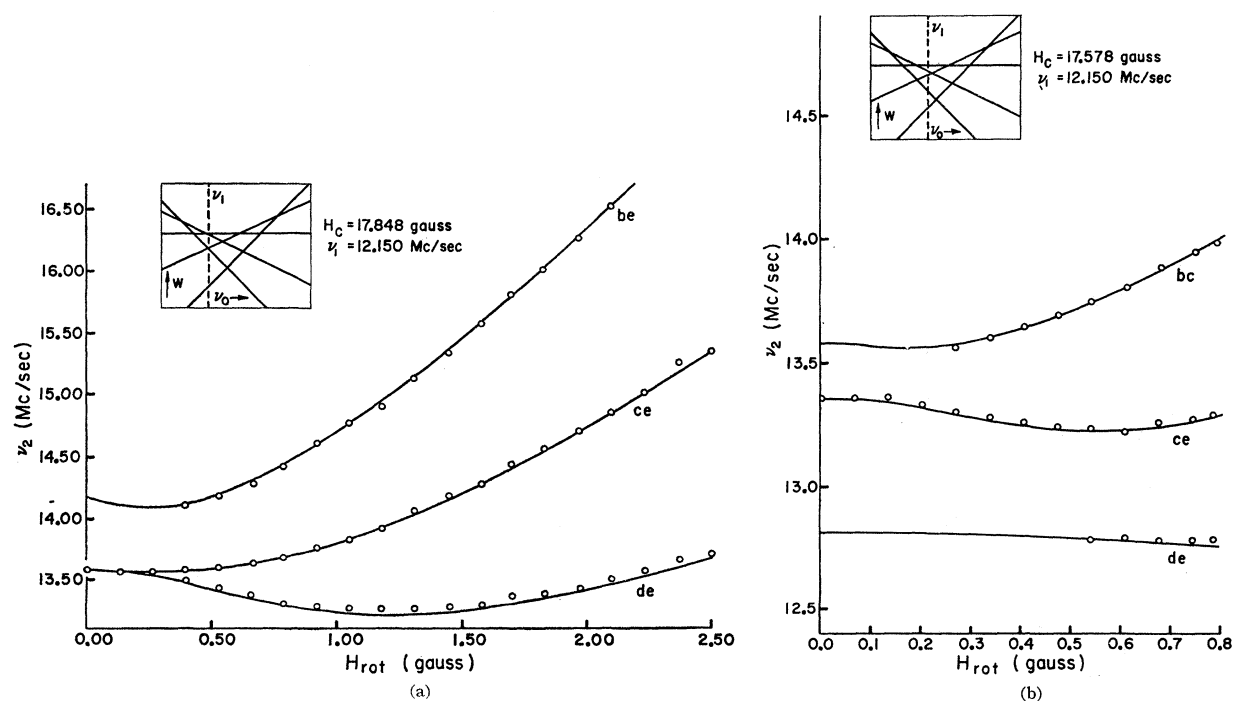 16.50
16.00
15.50
15.00
14.50
14.00
13.50
ν₂ (Mc/sec)
ν₁
W
ν₀→
H_C = 17.848 gauss
ν₁ = 12.150 Mc/sec
be
ce
de
0.00 0.50 1.00 1.50 2.00 2.50
H_rot (gauss)
(a)
14.5
14.0
13.5
13.0
12.5
ν₂ (Mc/sec)
ν₁
W
ν₀→
H_C = 17.578 gauss
ν₁ = 12.150 Mc/sec
bc
ce
de
0.0 0.1 0.2 0.3 0.4 0.5 0.6 0.7 0.8
H_rot (gauss)
(b)